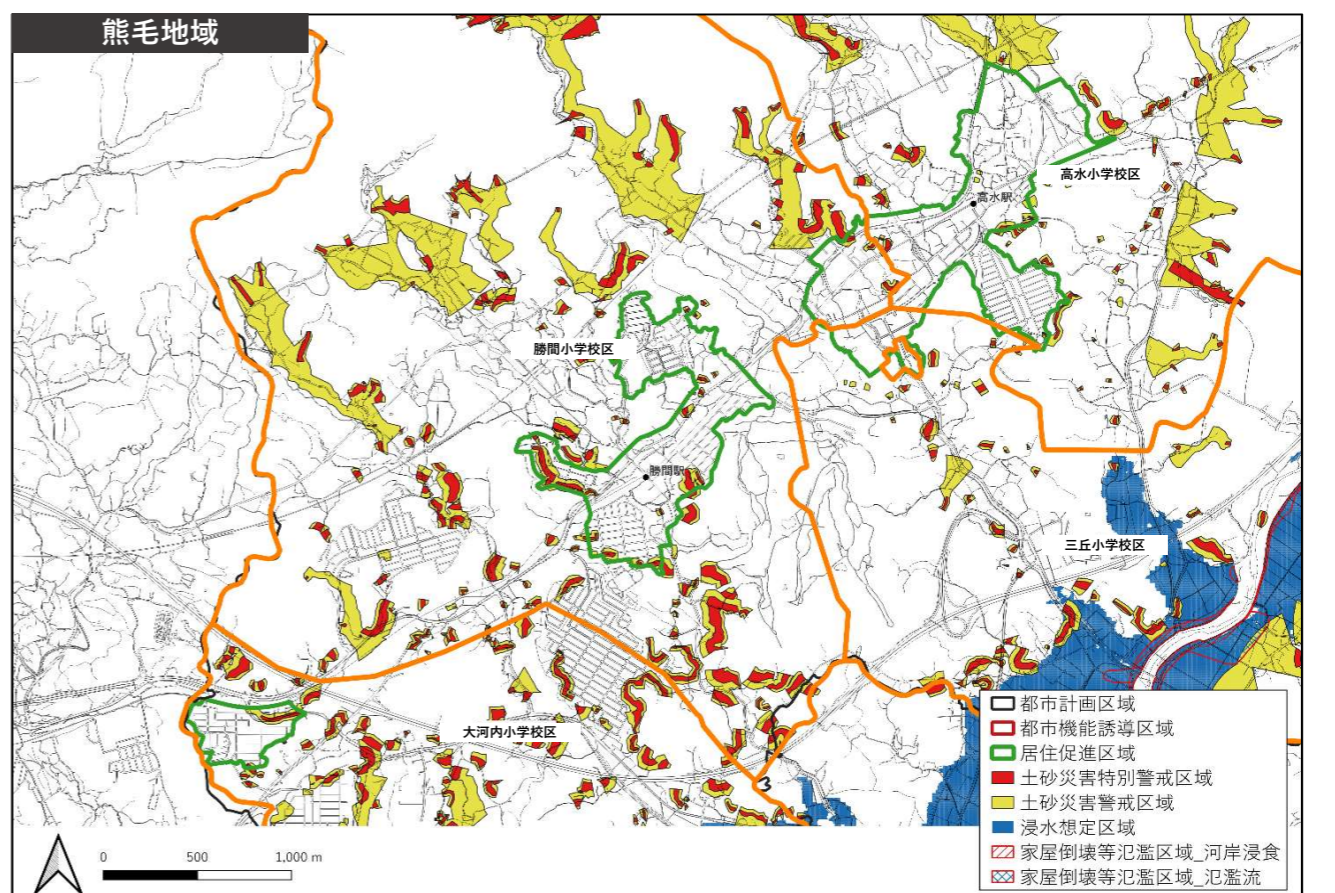 熊毛地域
高水小学校区
高水駅
勝間小学校区
勝間駅
三丘小学校区
大河内小学校区
都市計画区域
都市機能誘導区域
居住促進区域
土砂災害特別警戒区域
土砂災害警戒区域
浸水想定区域
家屋倒壊等氾濫区域_河岸浸食
家屋倒壊等氾濫区域_氾濫流
0 500 1,000 m